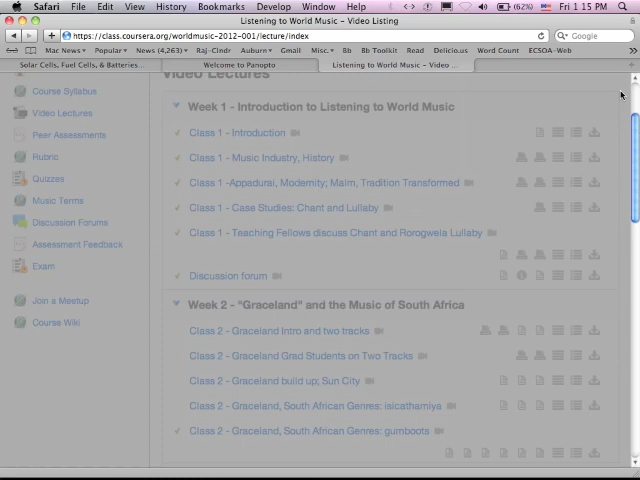 Safari File Edit View History Bookmarks Develop Window (62%) Fri 1:15 PM
Listening to World Music – Video Listing
https://class.coursera.org/worldmusic-2012-001/lecture/index
Google
Mac News News (4,263) Raj-Cindr Abaunt Gmail Misc. Bb Bb Toolkit Read Delicio.us Word Count ECSOA-Web
Solar Cells, Fuel Cells, & Batteries... Welcome to Panopto Listening to World Music – Video ...
Video Lectures
Course Syllabus
Video Lectures
Peer Assessments
Rubric
Quizzes
Music Terms
Discussion Forums
Assessment Feedback
Exam
Join a Meetup
Course Wiki
Week 1 - Introduction to Listening to World Music
Class 1 - Introduction
Class 1 - Music Industry, History
Class 1 -Appadurai, Modernity; Malm, Tradition Transformed
Class 1 - Case Studies: Chant and Lullaby
Class 1 - Teaching Fellows discuss Chant and Rorogwela Lullaby
Discussion forum
Week 2 - "Graceland" and the Music of South Africa
Class 2 - Graceland Intro and two tracks
Class 2 - Graceland Grad Students on Two Tracks
Class 2 - Graceland build up; Sun City
Class 2 - Graceland, South African Genres: isicathamiya
Class 2 - Graceland, South African Genres: gumboots